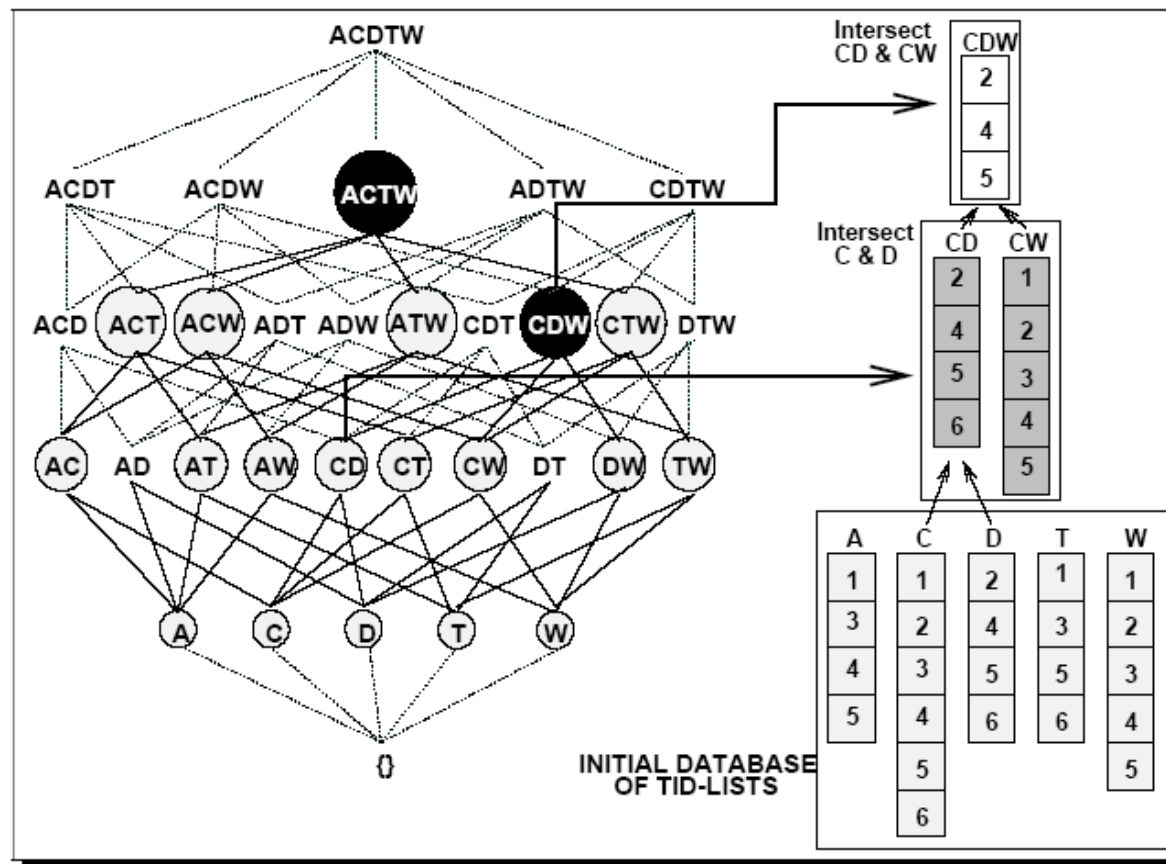 ACDTW
ACDT ACDW ACTW ADTW CDTW
ACD ACT ACW ADT ADW ATW CDT CDW CTW DTW
AC AD AT AW CD CT CW DT DW TW
A C D T W
{}
Intersect
CD & CW
CDW
2
4
5
Intersect
C & D
CD CW
2 1
4 2
5 3
6 4
5
A C D T W
1 1 2 1 1
3 2 4 3 2
4 3 5 5 3
5 4 6 6 4
5 5
6
INITIAL DATABASE
OF TID-LISTS